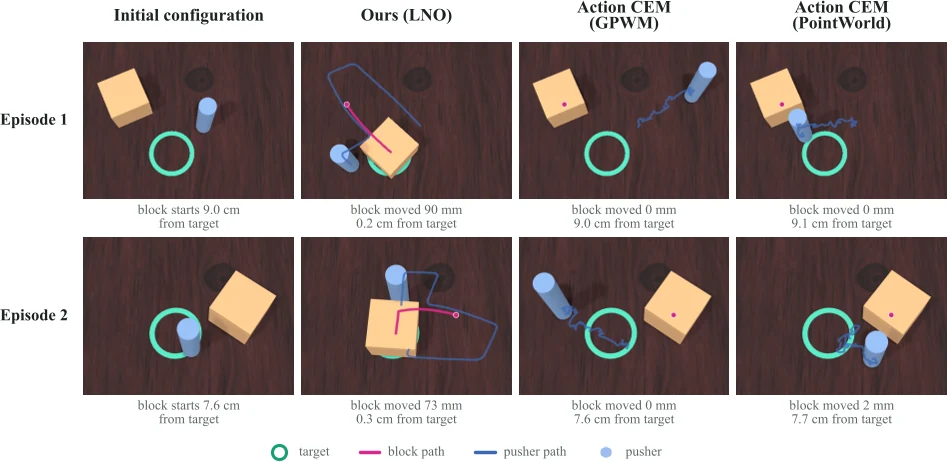 Initial configuration
Ours (LNO)
Action CEM
(GPWM)
Action CEM
(PointWorld)
Episode 1
block starts 9.0 cm
from target
block moved 90 mm
0.2 cm from target
block moved 0 mm
9.0 cm from target
block moved 0 mm
9.1 cm from target
Episode 2
block starts 7.6 cm
from target
block moved 73 mm
0.3 cm from target
block moved 0 mm
7.6 cm from target
block moved 2 mm
7.7 cm from target
target
block path
pusher path
pusher